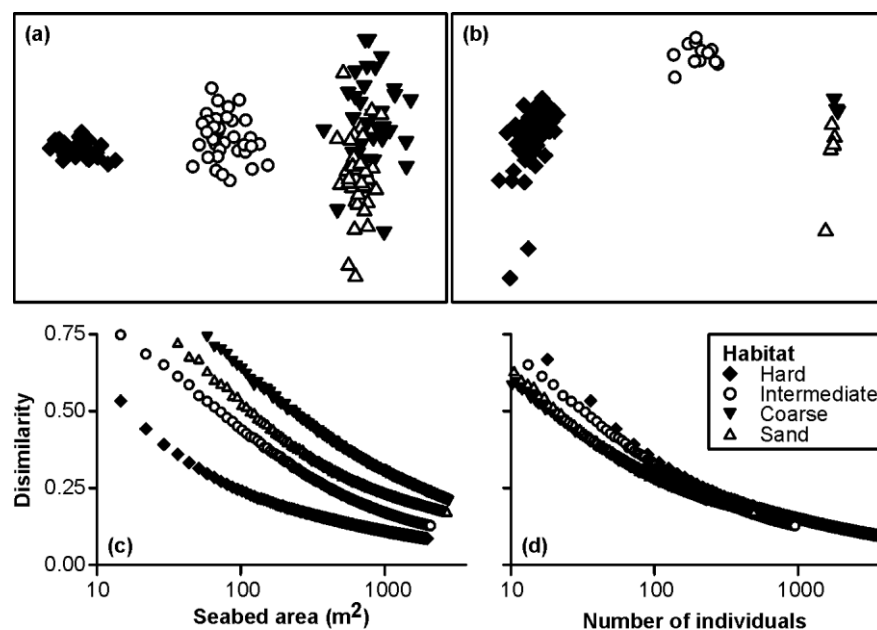 (a)
(b)
0.75
0.50
0.25
0.00
Disimilarity
(c)
10
100
1000
Seabed area (m²)
Habitat
Hard
Intermediate
Coarse
Sand
(d)
10
100
1000
Number of individuals